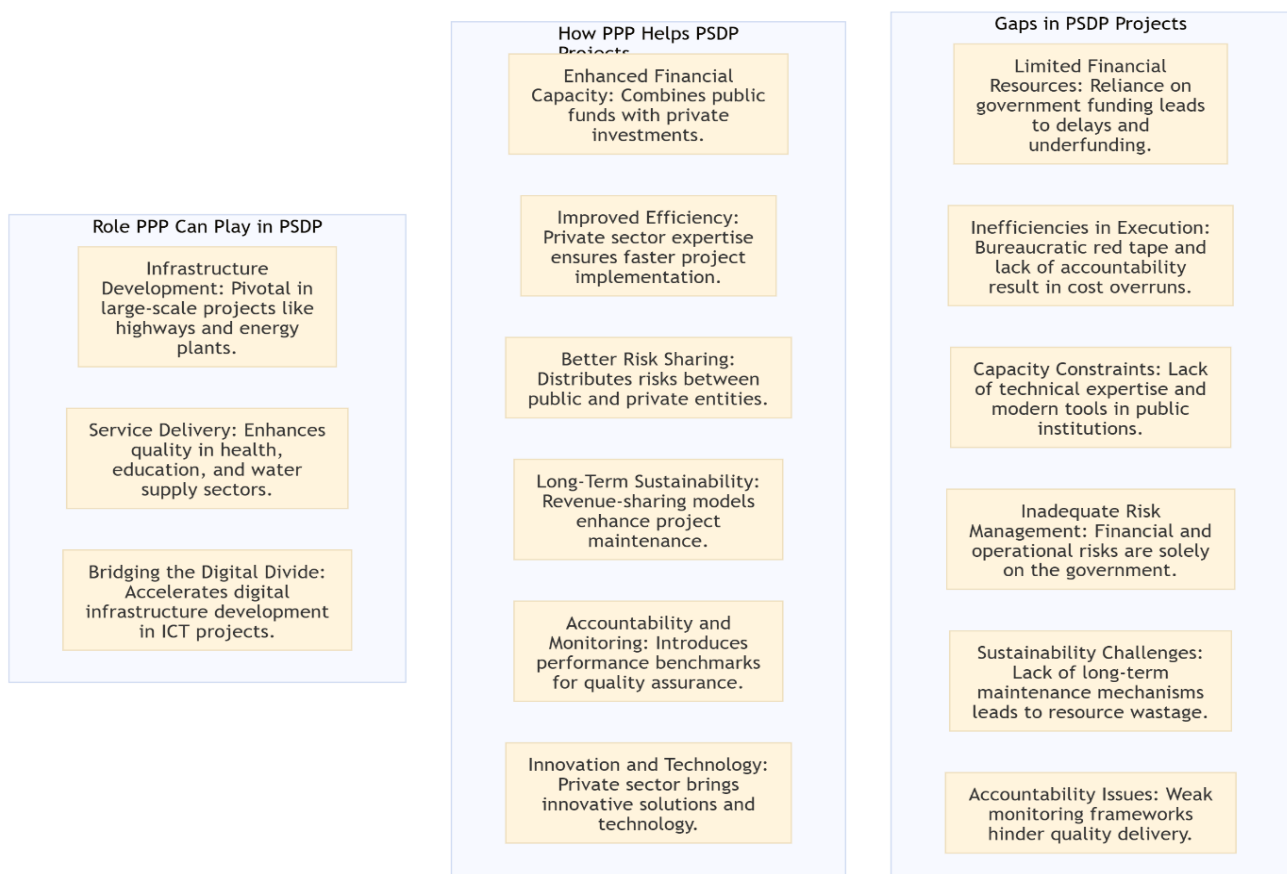 Role PPP Can Play in PSDP
Infrastructure
Development: Pivotal in
large-scale projects like
highways and energy
plants.
Service Delivery: Enhances
quality in health,
education, and water
supply sectors.
Bridging the Digital Divide:
Accelerates digital
infrastructure development
in ICT projects.
How PPP Helps PSDP
Projects
Enhanced Financial
Capacity: Combines public
funds with private
investments.
Improved Efficiency:
Private sector expertise
ensures faster project
implementation.
Better Risk Sharing:
Distributes risks between
public and private entities.
Long-Term Sustainability:
Revenue-sharing models
enhance project
maintenance.
Accountability and
Monitoring: Introduces
performance benchmarks
for quality assurance.
Innovation and Technology:
Private sector brings
innovative solutions and
technology.
Gaps in PSDP Projects
Limited Financial
Resources: Reliance on
government funding leads
to delays and
underfunding.
Inefficiencies in Execution:
Bureaucratic red tape and
lack of accountability
result in cost overruns.
Capacity Constraints: Lack
of technical expertise and
modern tools in public
institutions.
Inadequate Risk
Management: Financial and
operational risks are solely
on the government.
Sustainability Challenges:
Lack of long-term
maintenance mechanisms
leads to resource wastage.
Accountability Issues: Weak
monitoring frameworks
hinder quality delivery.